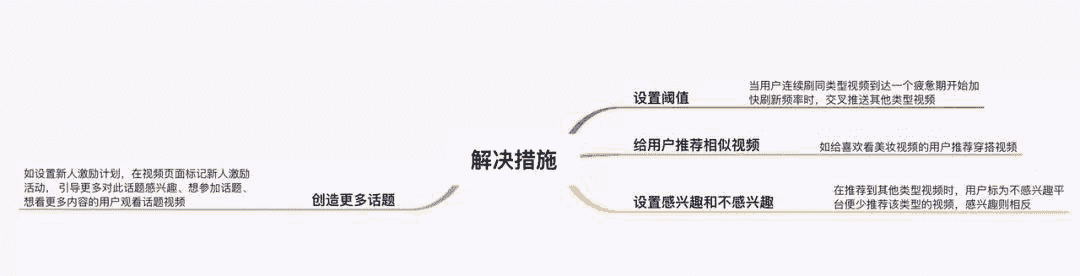 解决措施
设置阈值
当用户连续刷同类型视频到达一个疲惫期开始加
快刷新频率时，交叉推送其他类型视频
给用户推荐相似视频
如给喜欢看美妆视频的用户推荐穿搭视频
设置感兴趣和不感兴趣
在推荐到其他类型视频时，用户标为不感兴趣平
台便少推荐该类型的视频，感兴趣则相反
创造更多话题
如设置新人激励计划，在视频页面标记新人激励
活动， 引导更多对此话题感兴趣、想参加话题、
想看更多内容的用户观看话题视频